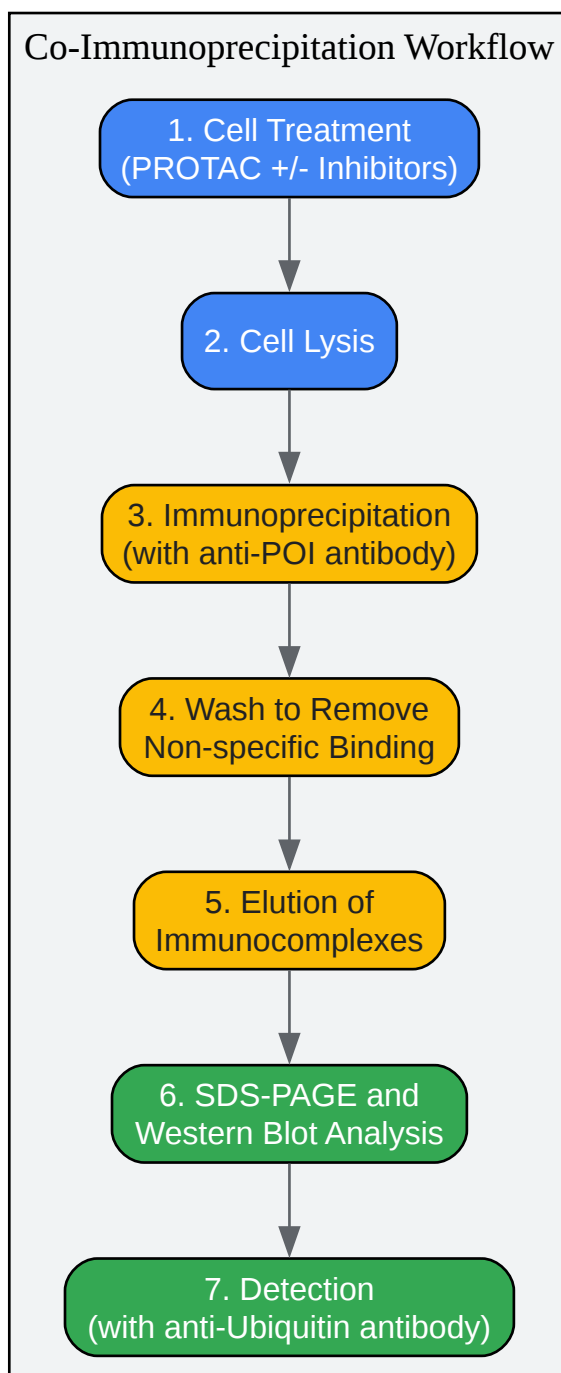 Co-Immunoprecipitation Workflow
1. Cell Treatment
(PROTAC +/- Inhibitors)
2. Cell Lysis
3. Immunoprecipitation
(with anti-POI antibody)
4. Wash to Remove
Non-specific Binding
5. Elution of
Immunocomplexes
6. SDS-PAGE and
Western Blot Analysis
7. Detection
(with anti-Ubiquitin antibody)